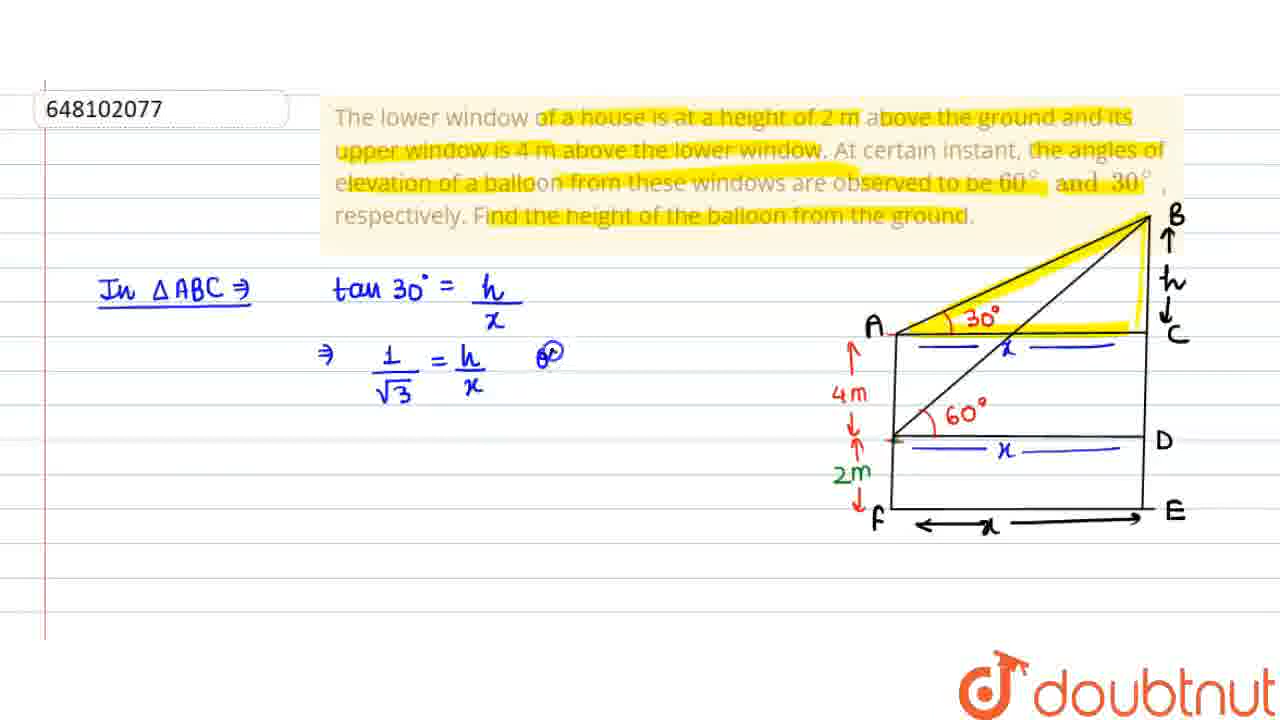 648102077
The lower window of a house is at a height of 2 m above the ground and its
upper window is 4 m above the lower window. At certain instant, the angles of
elevation of a balloon from these windows are observed to be 60° and 30° ,
respectively. Find the height of the balloon from the ground.
In △ABC ⇒ tan 30° = h/x
⇒ 1/√3 = h/x
B
h
A 30° C
x
4m
60°
D
x
2m
F E
x
doubtnut